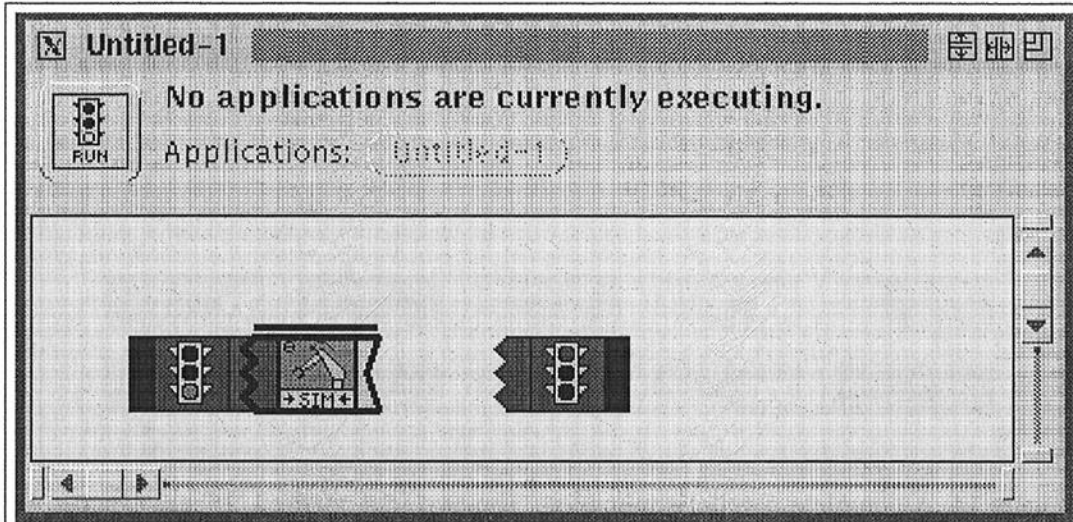 Untitled-1
No applications are currently executing.
RUN
Applications: Untitled-1
SIM